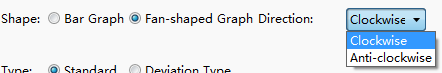 Shape: Bar Graph Fan-shaped Graph Direction: Clockwise
Clockwise
Anti-clockwise
Type: Standard Deviation Type